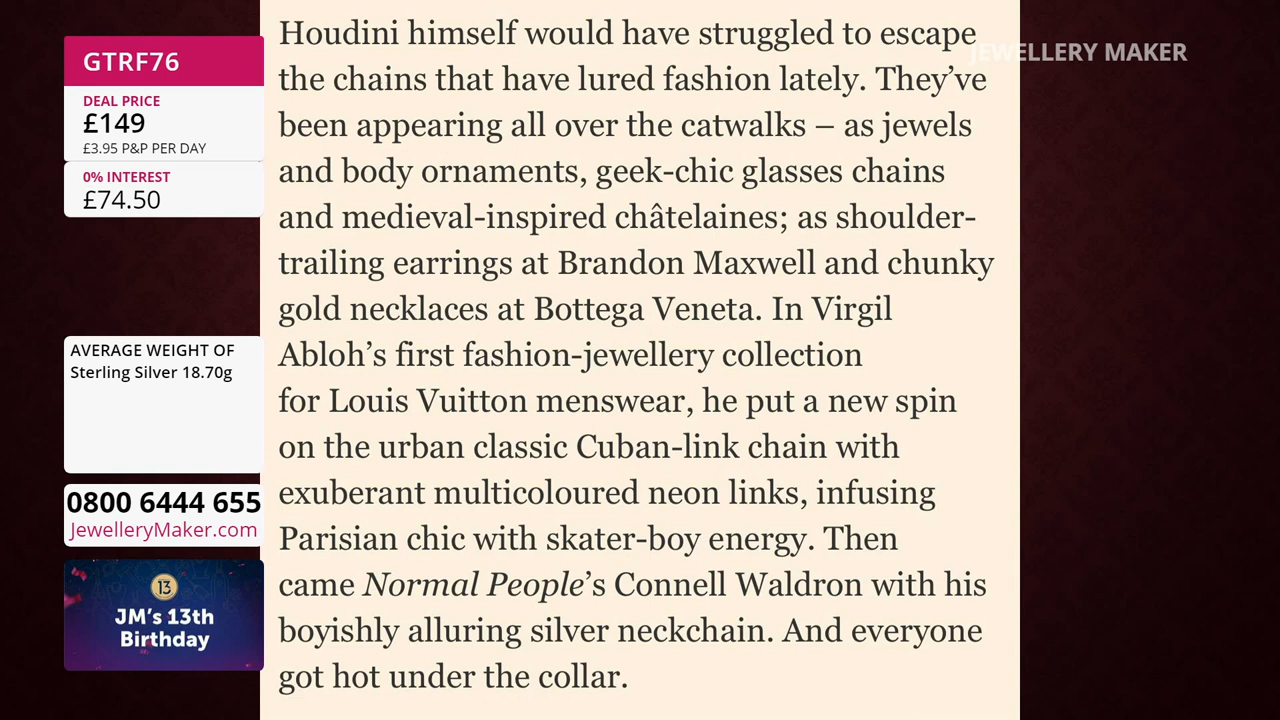 GTRF76
DEAL PRICE
£149
£3.95 P&P PER DAY
0% INTEREST
£74.50
AVERAGE WEIGHT OF
Sterling Silver 18.70g
0800 6444 655
JewelleryMaker.com
13
JM's 13th
Birthday
Houdini himself would have struggled to escape
the chains that have lured fashion lately. They’ve
been appearing all over the catwalks – as jewels
and body ornaments, geek-chic glasses chains
and medieval-inspired châtelaines; as shoulder-
trailing earrings at Brandon Maxwell and chunky
gold necklaces at Bottega Veneta. In Virgil
Abloh’s first fashion-jewellery collection
for Louis Vuitton menswear, he put a new spin
on the urban classic Cuban-link chain with
exuberant multicoloured neon links, infusing
Parisian chic with skater-boy energy. Then
came Normal People’s Connell Waldron with his
boyishly alluring silver neckchain. And everyone
got hot under the collar.
JEWELLERY MAKER